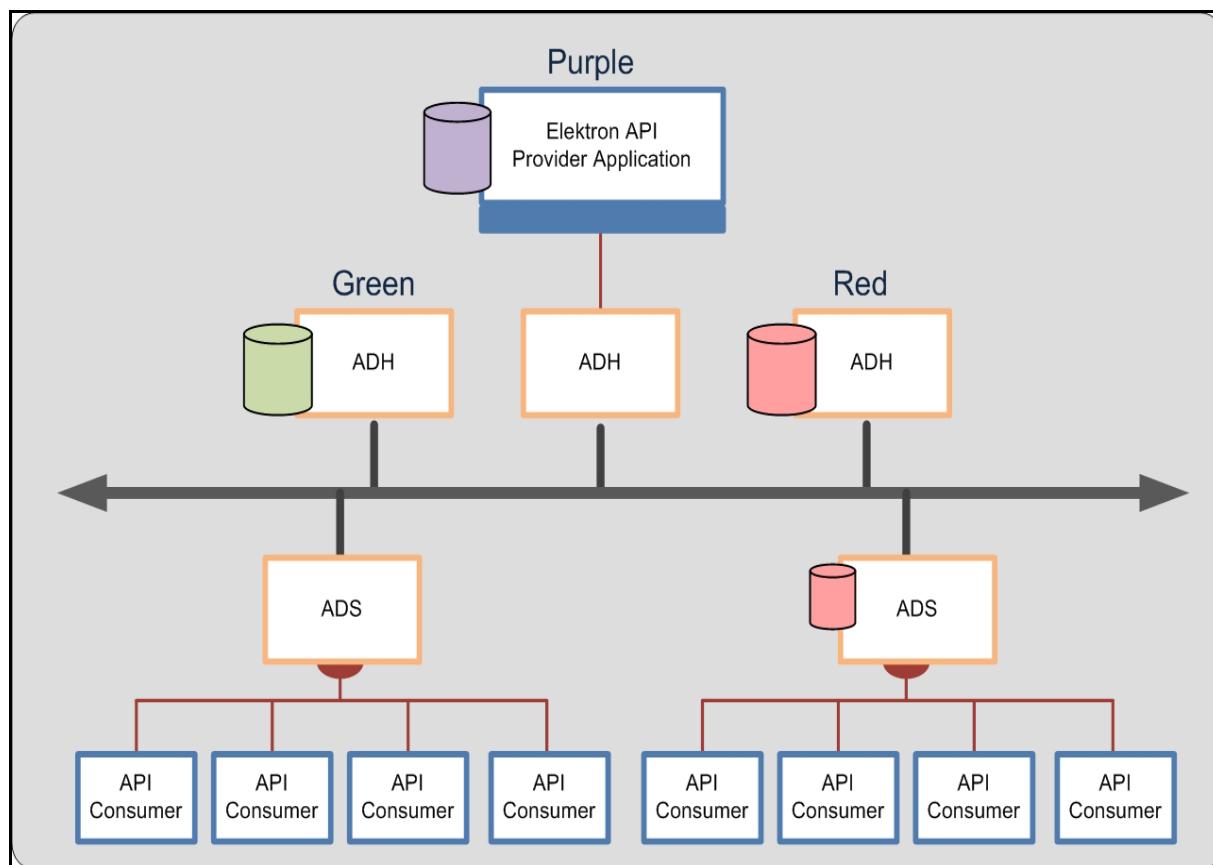 Purple
Elektron API
Provider Application
Green
Red
ADH
ADH
ADH
ADS
ADS
API
Consumer
API
Consumer
API
Consumer
API
Consumer
API
Consumer
API
Consumer
API
Consumer
API
Consumer